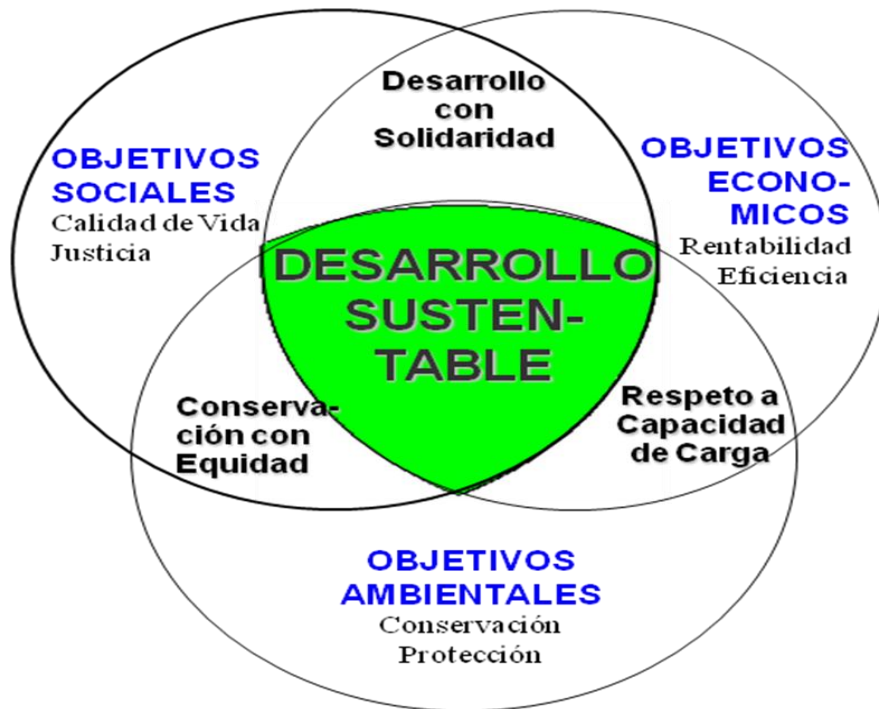 Desarrollo
con
Solidaridad
OBJETIVOS
SOCIALES
Calidad de Vida
Justicia
OBJETIVOS
ECONO-
MICOS
Rentabilidad
Eficiencia
DESARROLLO
SUSTEN-
TABLE
Conserva-
ción con
Equidad
Respeto a
Capacidad
de Carga
OBJETIVOS
AMBIENTALES
Conservación
Protección